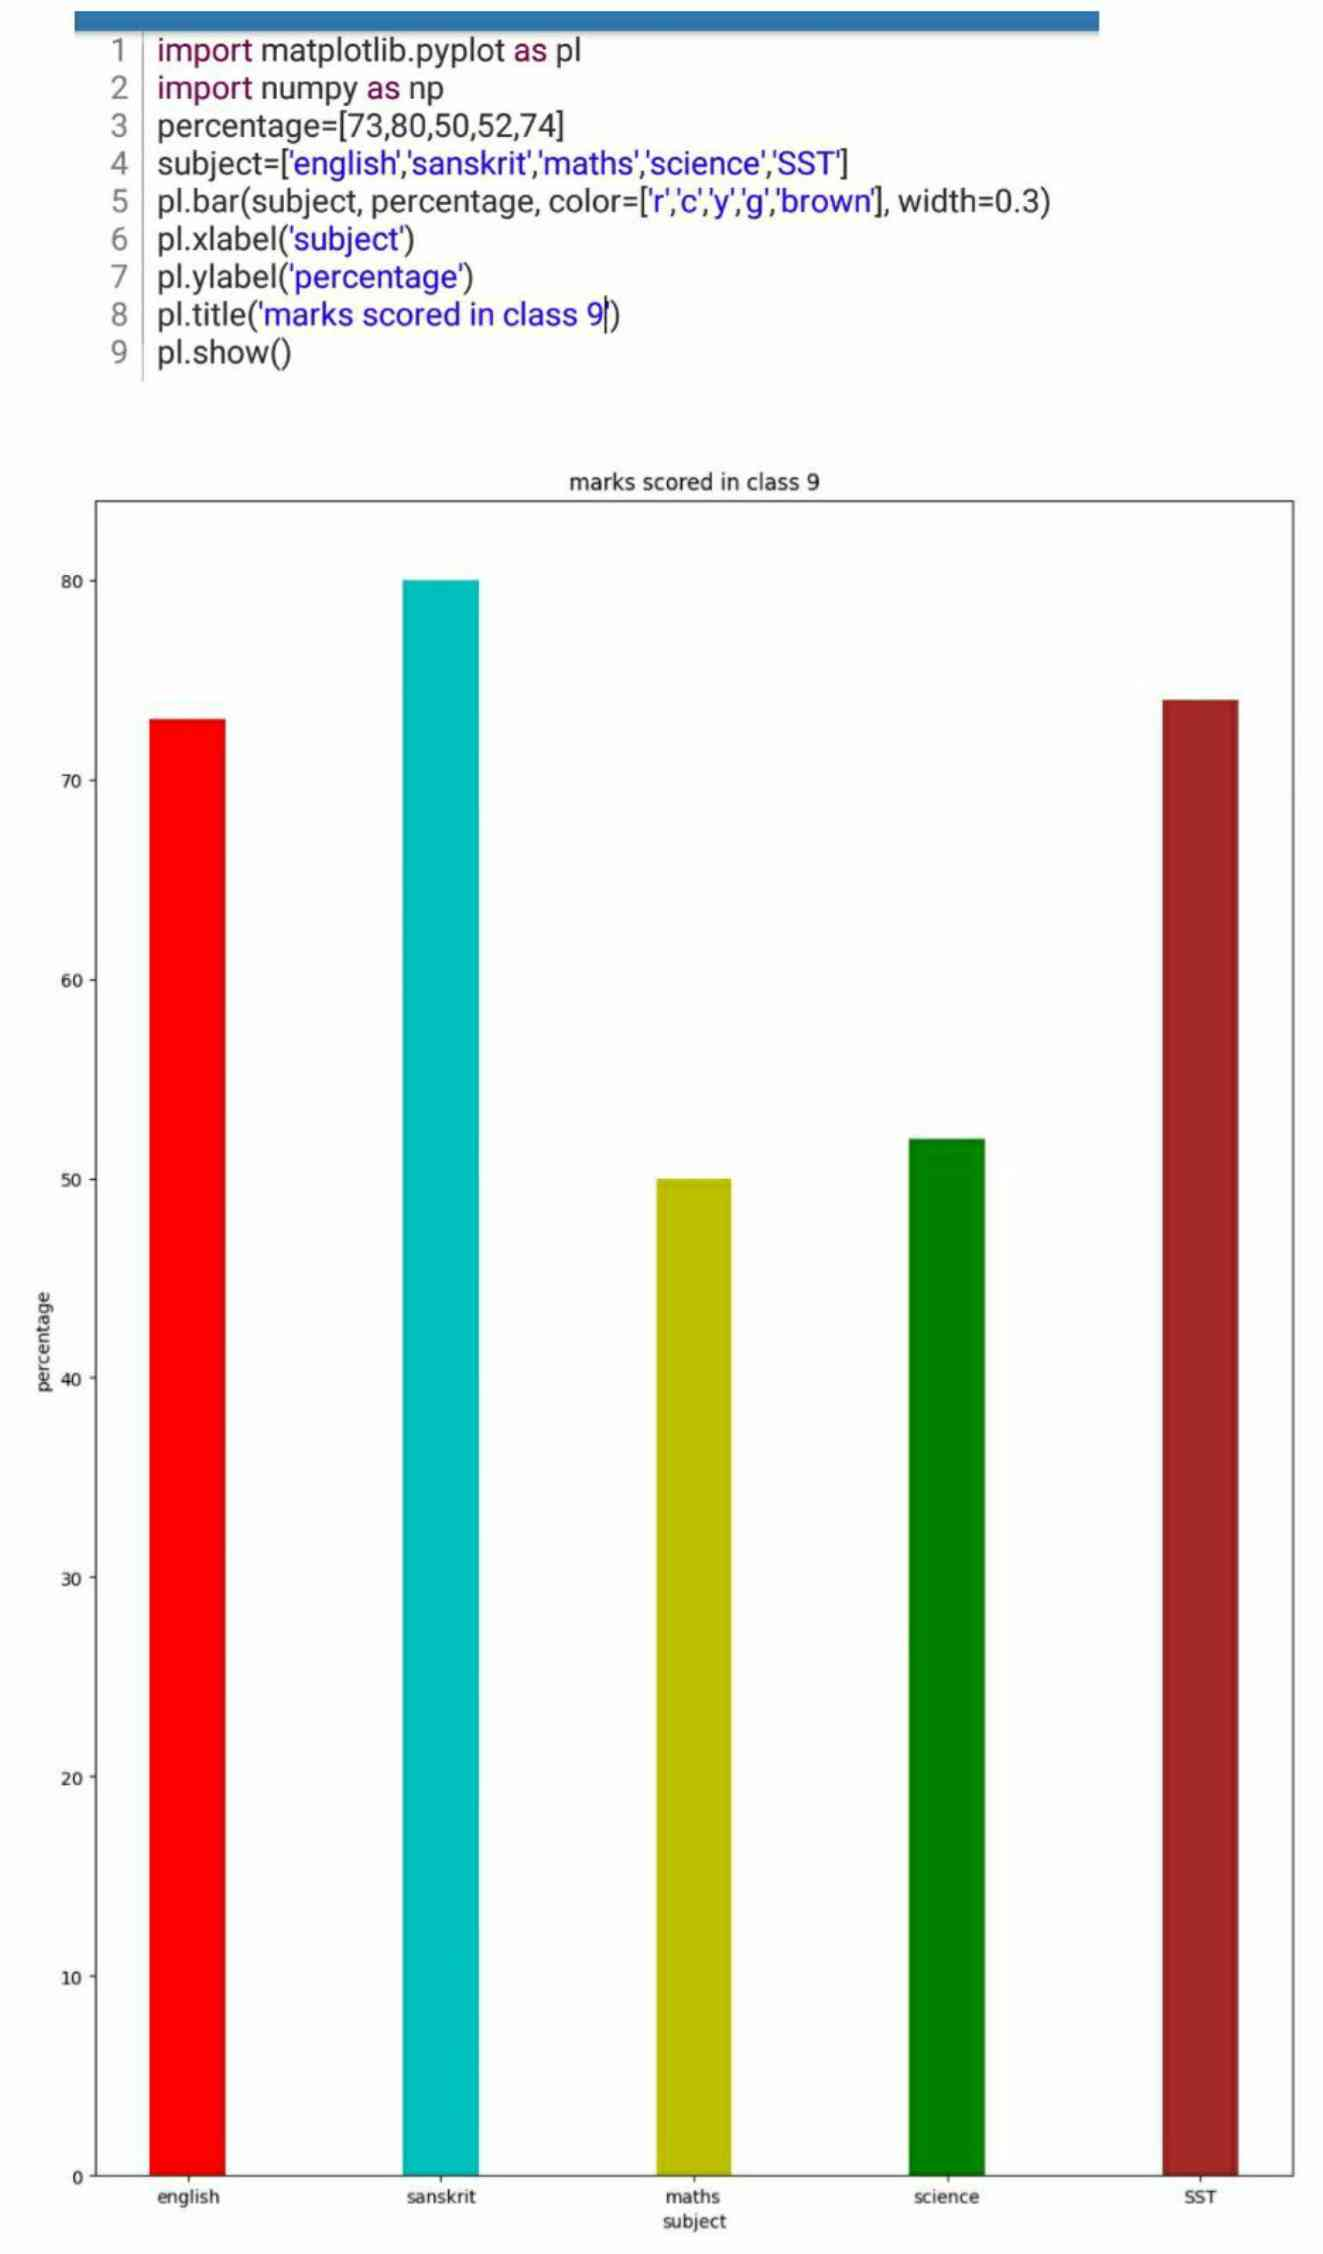 1 import matplotlib.pyplot as pl
2 import numpy as np
3 percentage=[73,80,50,52,74]
4 subject=['english','sanskrit','maths','science','SST']
5 pl.bar(subject, percentage, color=['r','c','y','g','brown'], width=0.3)
6 pl.xlabel('subject')
7 pl.ylabel('percentage')
8 pl.title('marks scored in class 9')
9 pl.show()
marks scored in class 9
80
70
60
50
percentage
40
30
20
10
0
english sanskrit maths science SST
subject